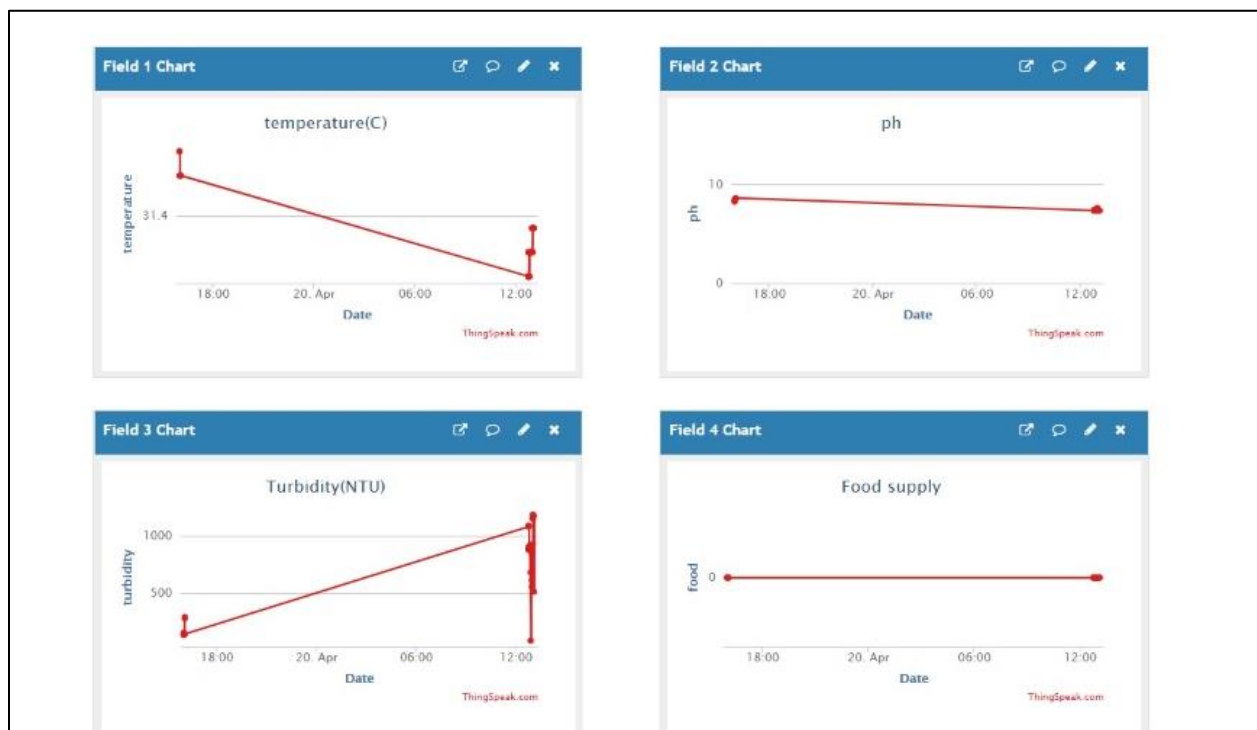 Field 1 Chart
temperature(C)
temperature
31.4
18:00 20. Apr 06:00 12:00
Date
ThingSpeak.com
Field 2 Chart
ph
ph
10
0
18:00 20. Apr 06:00 12:00
Date
ThingSpeak.com
Field 3 Chart
Turbidity(NTU)
turbidity
1000
500
18:00 20. Apr 06:00 12:00
Date
ThingSpeak.com
Field 4 Chart
Food supply
food
0
18:00 20. Apr 06:00 12:00
Date
ThingSpeak.com